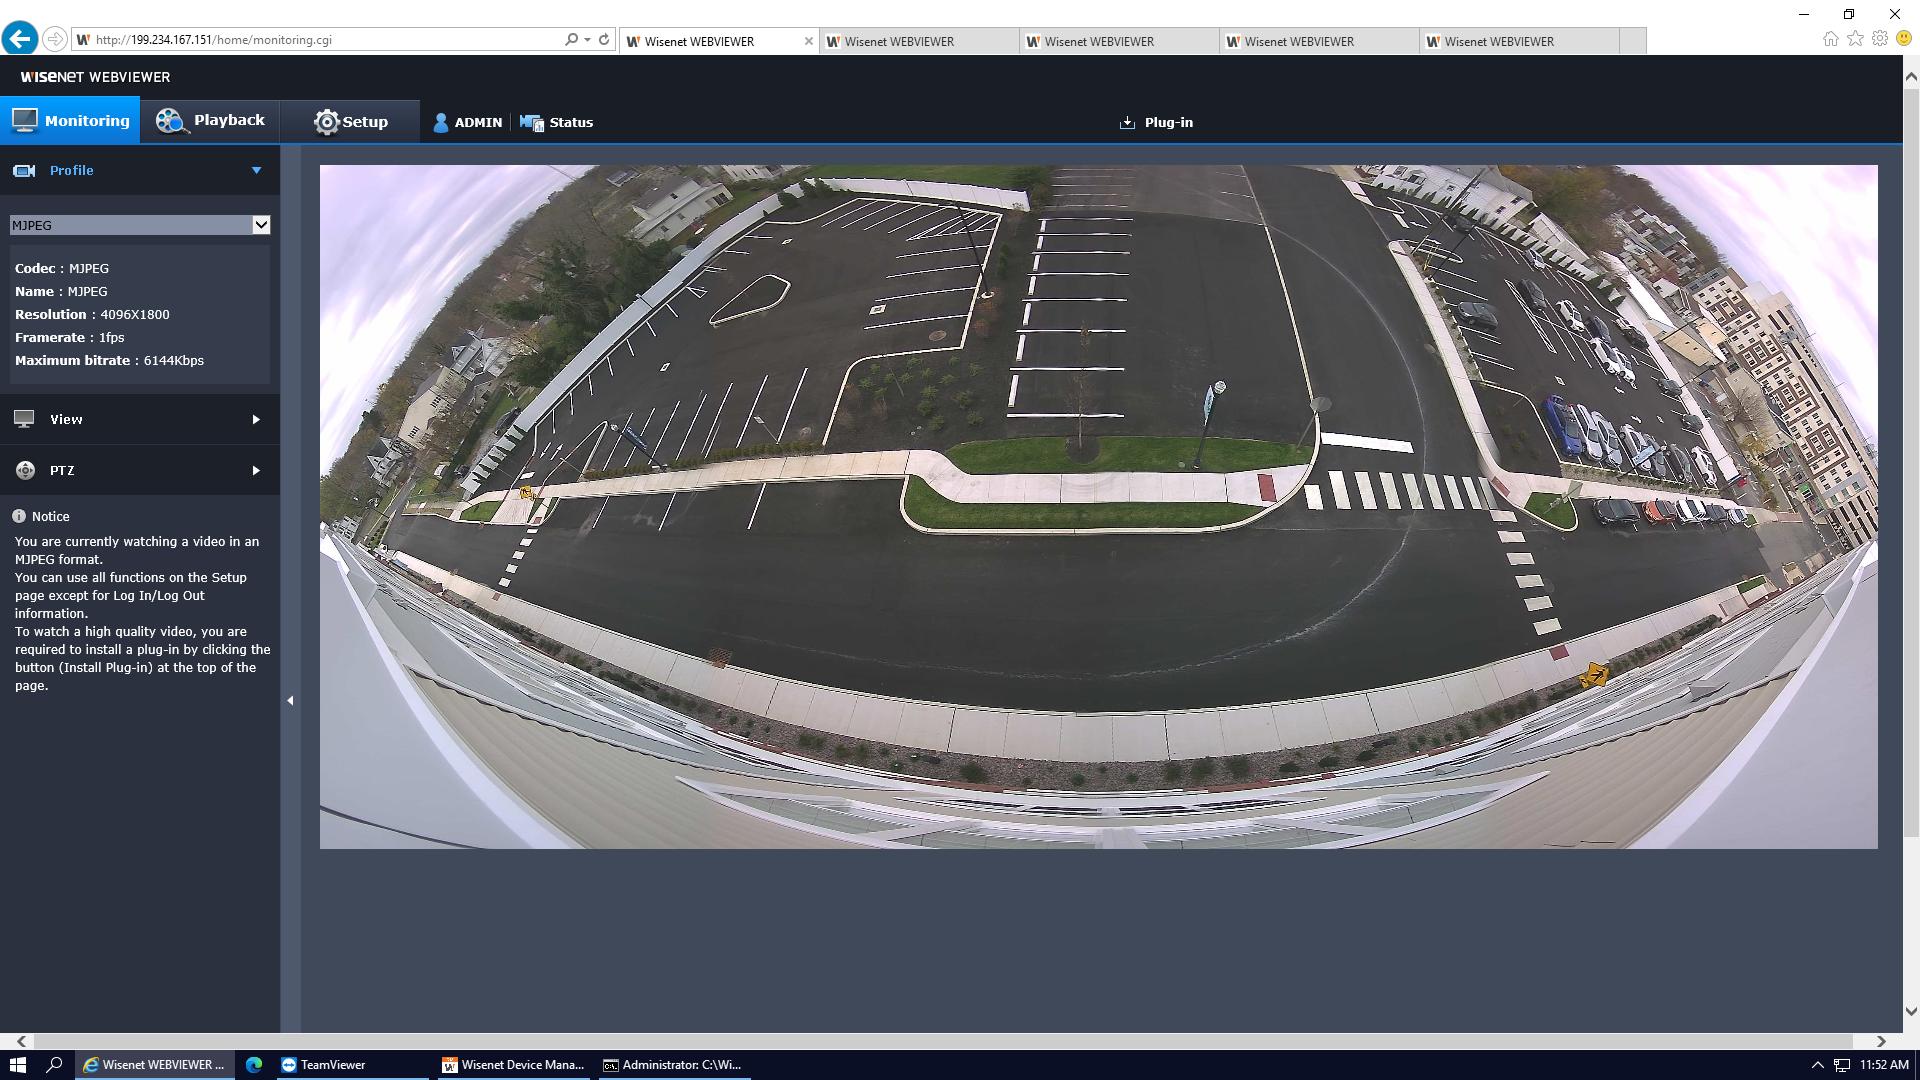 http://199.234.167.151/home/monitoring.cgi
Wisenet WEBVIEWER
Wisenet WEBVIEWER
Wisenet WEBVIEWER
Wisenet WEBVIEWER
Wisenet WEBVIEWER
WISENET WEBVIEWER
Monitoring
Playback
Setup
ADMIN
Status
Plug-in
Profile
MJPEG
Codec : MJPEG
Name : MJPEG
Resolution : 4096X1800
Framerate : 1fps
Maximum bitrate : 6144Kbps
View
PTZ
Notice
You are currently watching a video in an
MJPEG format.
You can use all functions on the Setup
page except for Log In/Log Out
information.
To watch a high quality video, you are
required to install a plug-in by clicking the
button (Install Plug-in) at the top of the
page.
Wisenet WEBVIEWER ...
TeamViewer
Wisenet Device Mana...
Administrator: C:\Wi...
11:52 AM